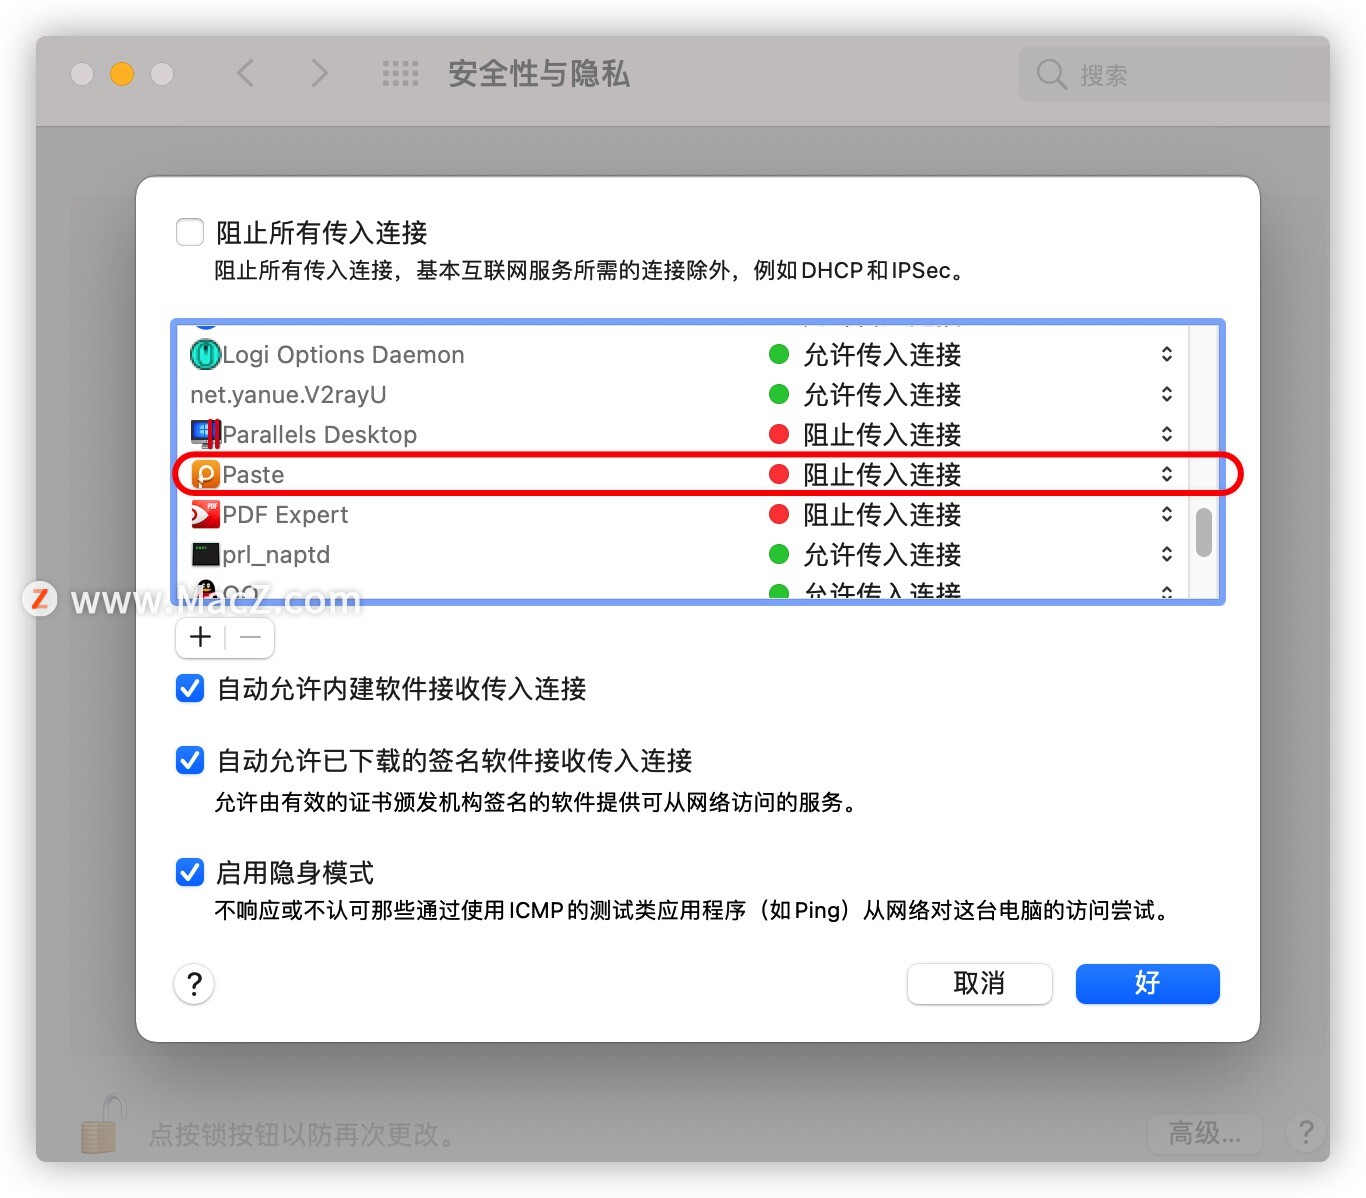 安全性与隐私
搜索
阻止所有传入连接
阻止所有传入连接，基本互联网服务所需的连接除外，例如DHCP和IPSec。
Logi Options Daemon 允许传入连接
net.yanue.V2rayU 允许传入连接
Parallels Desktop 阻止传入连接
Paste 阻止传入连接
PDF Expert 阻止传入连接
prl_naptd 允许传入连接
QQ 允许传入连接
Z www.MacZ.com
自动允许内建软件接收传入连接
自动允许已下载的签名软件接收传入连接
允许由有效的证书颁发机构签名的软件提供可从网络访问的服务。
启用隐身模式
不响应或不认可那些通过使用ICMP的测试类应用程序（如Ping）从网络对这台电脑的访问尝试。
? 取消 好
点按锁按钮以防再次更改。 高级... ?